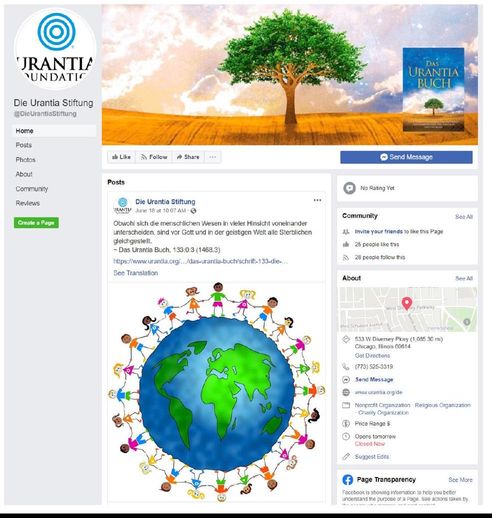 URANTIA
FOUNDATION
Die Urantia Stiftung
@DieUrantiaStiftung
Home
Posts
Photos
About
Community
Reviews
Create a Page
DAS
URANTIA
BUCH
Like
Follow
Share
Send Message
Posts
URANTIA
Die Urantia Stiftung
June 18 at 10:07 AM
Obwohl sich die menschlichen Wesen in vieler Hinsicht voneinander
unterscheiden, sind vor Gott und in der geistigen Welt alle Sterblichen
gleichgestellt.
~ Das Urantia Buch, 133:0.3 (1468.3)
https://www.urantia.org/.../das-urantia-buch/schrift-133-die-...
See Translation
No Rating Yet
Community
See All
Invite your friends to like this Page
25 people like this
28 people follow this
About
See All
533 W Diversey Pkwy (1,085.30 mi)
Chicago, Illinois 60614
Get Directions
(773) 525-3319
Send Message
www.urantia.org/de
Nonprofit Organization · Religious Organization
· Charity Organization
Price Range $
Opens tomorrow
Closed Now
Suggest Edits
Page Transparency
See More
Facebook is showing information to help you better
understand the purpose of a Page. See actions taken by